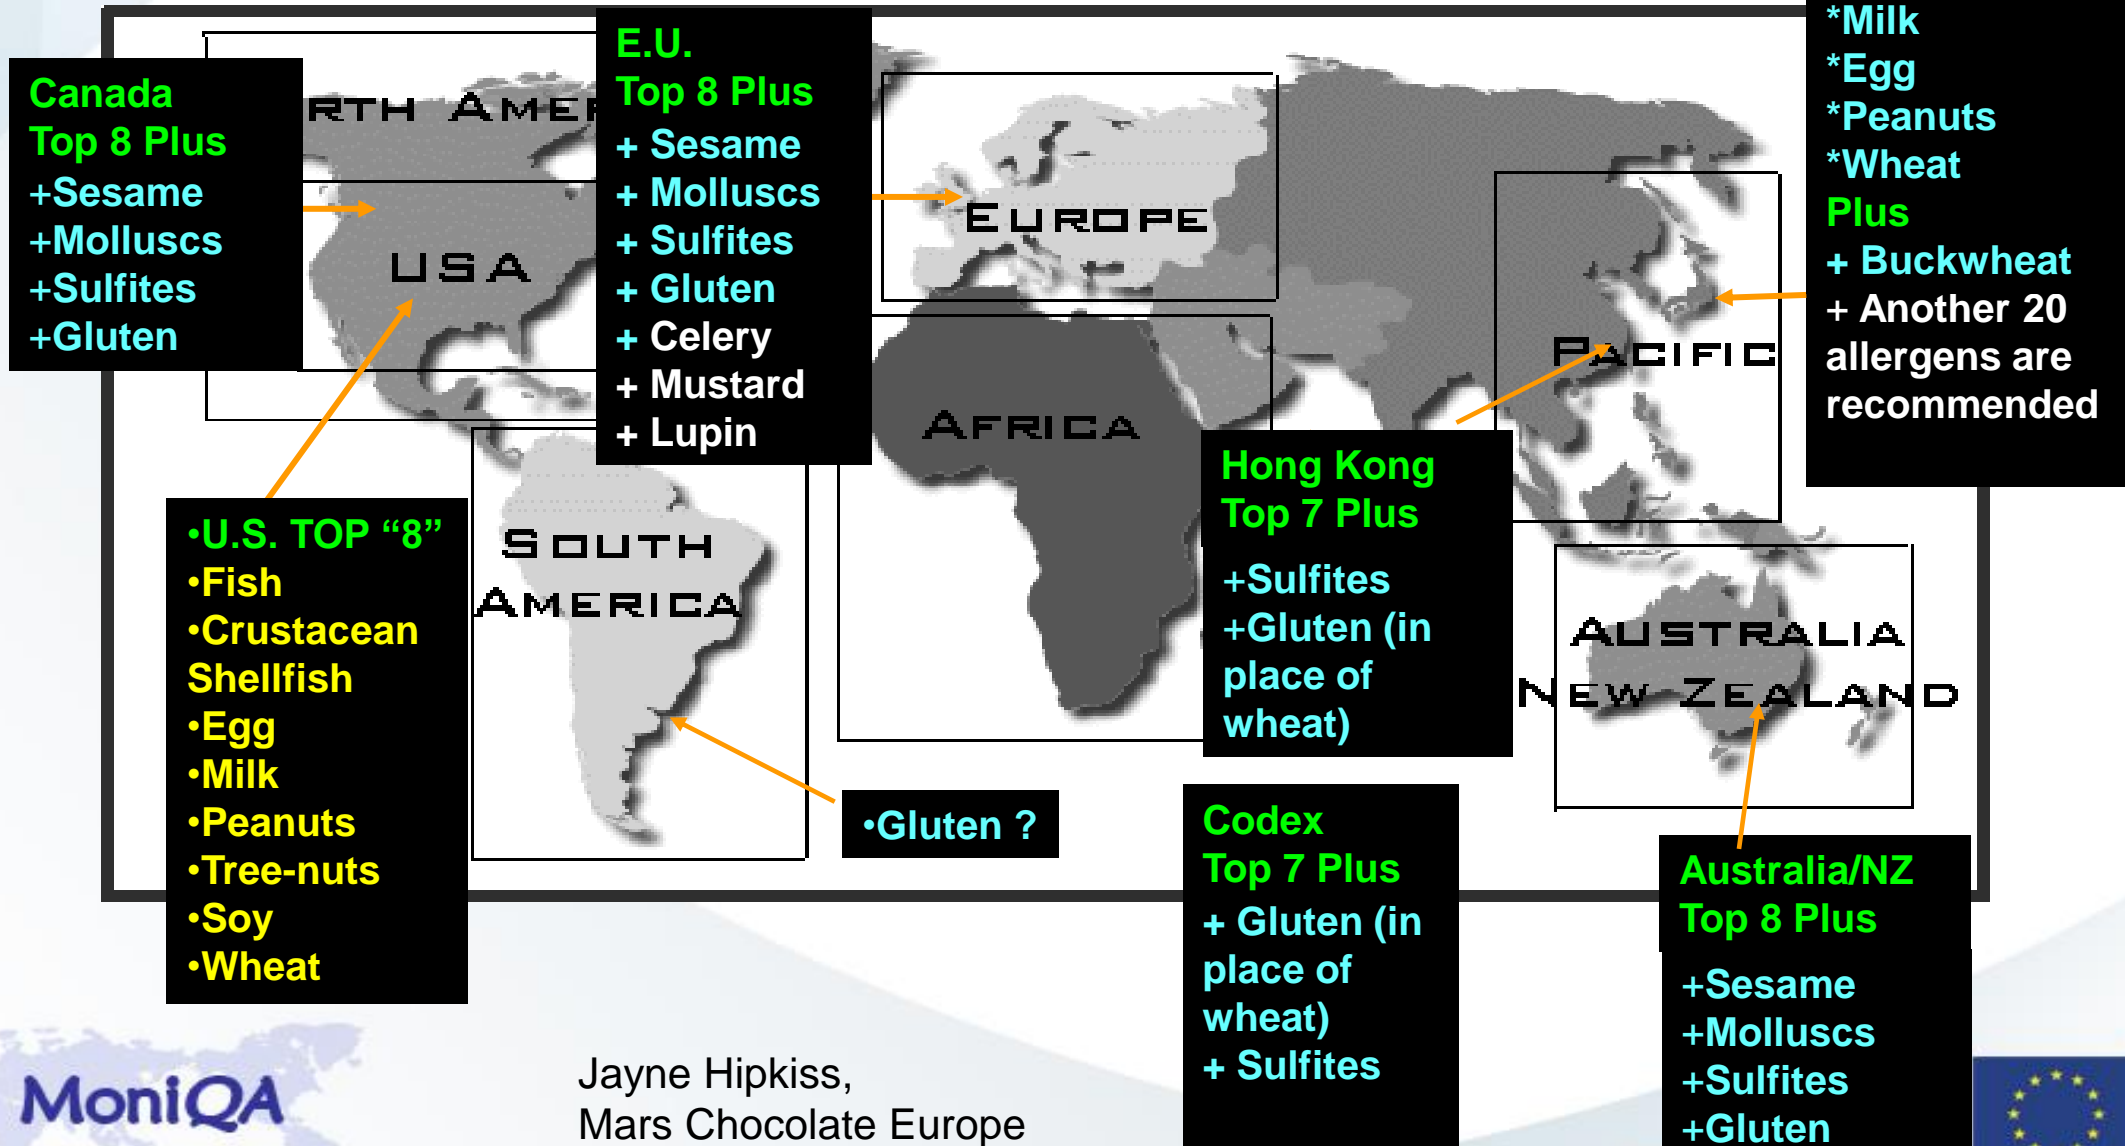 Canada
Top 8 Plus
+Sesame
+Molluscs
+Sulfites
+Gluten
RTH AMER
USA
E.U.
Top 8 Plus
+ Sesame
+ Molluscs
+ Sulfites
+ Gluten
+ Celery
+ Mustard
+ Lupin
EUROPE
AFRICA
SOUTH
AMERICA
PACIFIC
*Milk
*Egg
*Peanuts
*Wheat
Plus
+ Buckwheat
+ Another 20
allergens are
recommended
•U.S. TOP “8”
•Fish
•Crustacean
Shellfish
•Egg
•Milk
•Peanuts
•Tree-nuts
•Soy
•Wheat
•Gluten ?
Hong Kong
Top 7 Plus
+Sulfites
+Gluten (in
place of
wheat)
AUSTRALIA
NEW ZEALAND
Codex
Top 7 Plus
+ Gluten (in
place of
wheat)
+ Sulfites
Australia/NZ
Top 8 Plus
+Sesame
+Molluscs
+Sulfites
+Gluten
MoniQA
Jayne Hipkiss,
Mars Chocolate Europe